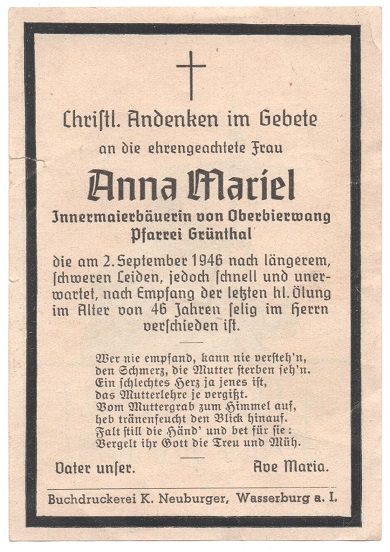 Christl. Andenken im Gebete
an die ehrengeachtete Frau
Anna Mariel
Innermaierbäuerin von Oberbierwang
Pfarrei Grünthal
die am 2. September 1946 nach längerem,
schweren Leiden, jedoch schnell und uner-
wartet, nach Empfang der letzten hl. Ölung
im Alter von 46 Jahren selig im Herrn
verschieden ist.
Wer nie empfand, kann nie versteh'n,
den Schmerz, die Mutter sterben seh'n.
Ein schlechtes Herz ja jenes ist,
das Mutterlehre je vergißt.
Vom Muttergrab zum Himmel auf,
heb tränenfeucht den Blick hinauf.
Falt still die Händ' und bet für sie:
Vergelt ihr Gott die Treu und Müh.
Vater unser. Ave Maria.
Buchdruckerei K. Neuburger, Wasserburg a. I.